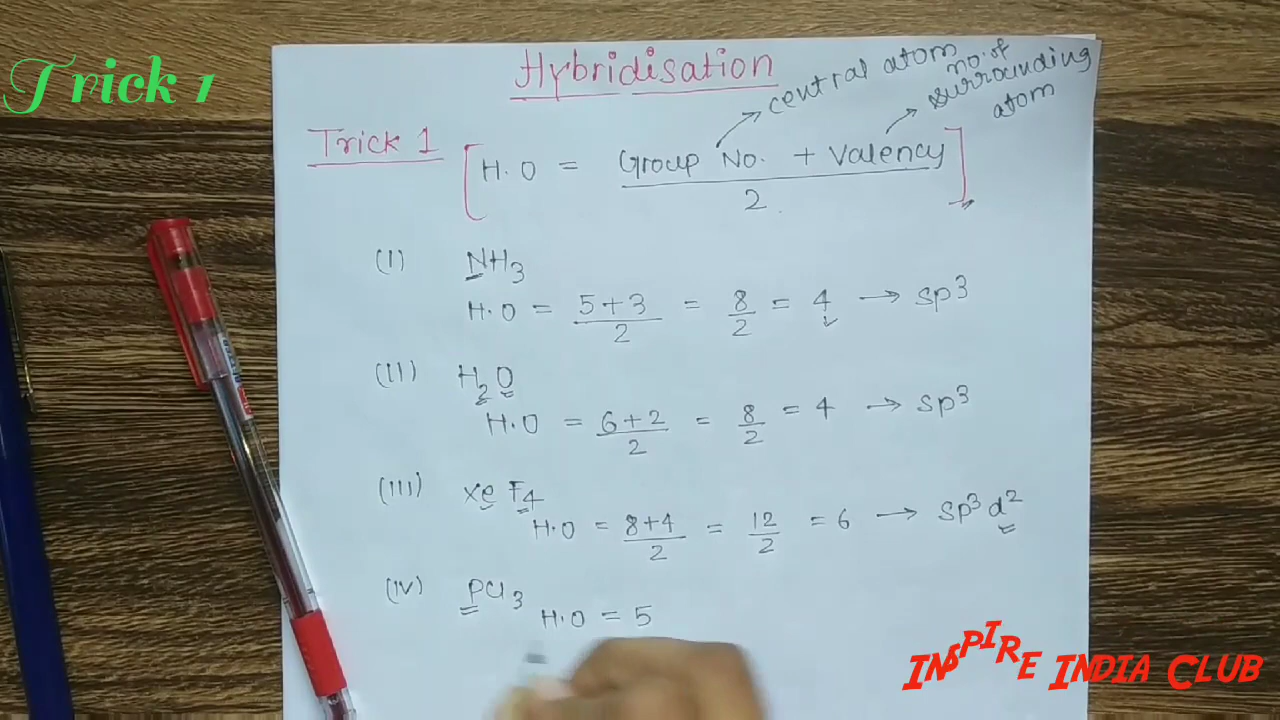 Trick 1
Hybridisation
central atom
no. of surrounding atom
Trick 1 [H.O = Group No. + Valency / 2]
(I) NH3
H.O = 5+3/2 = 8/2 = 4 → sp3
(II) H2O
H.O = 6+2/2 = 8/2 = 4 → sp3
(III) XeF4
H.O = 8+4/2 = 12/2 = 6 → sp3d2
(IV) PCl3
H.O = 5
INSPIRE INDIA CLUB